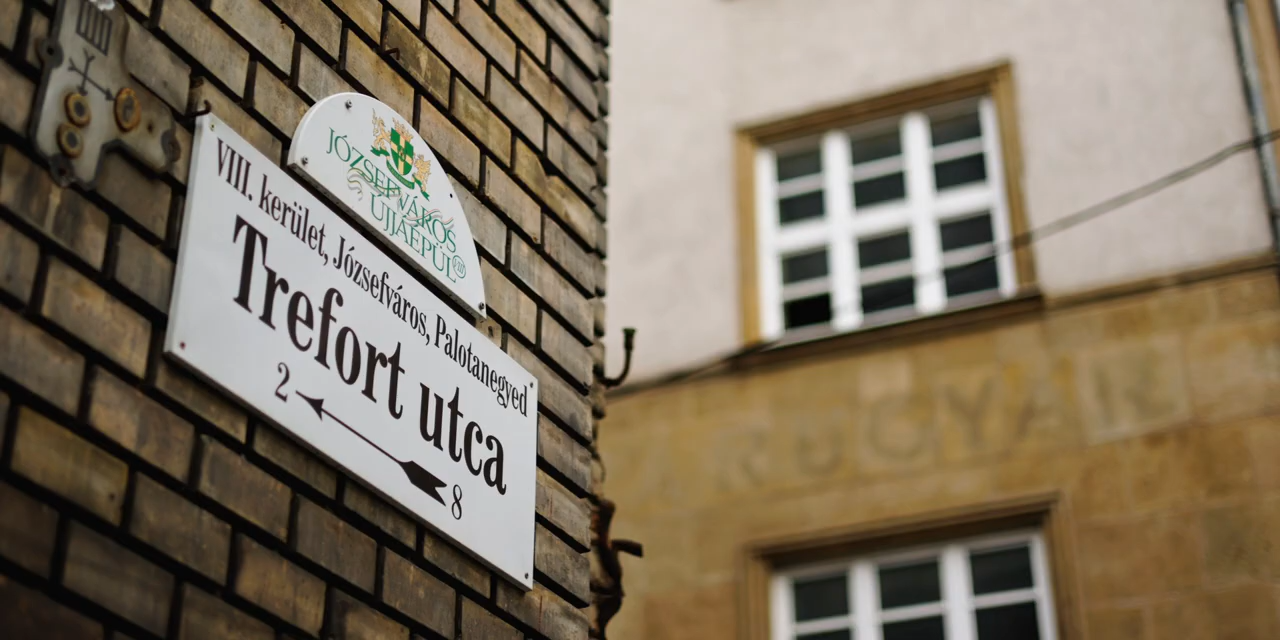 JÓZSEFVÁROS
ÚJJÁÉPÜL
VIII. kerület, Józsefváros, Palotanegyed
Trefort utca
2
8